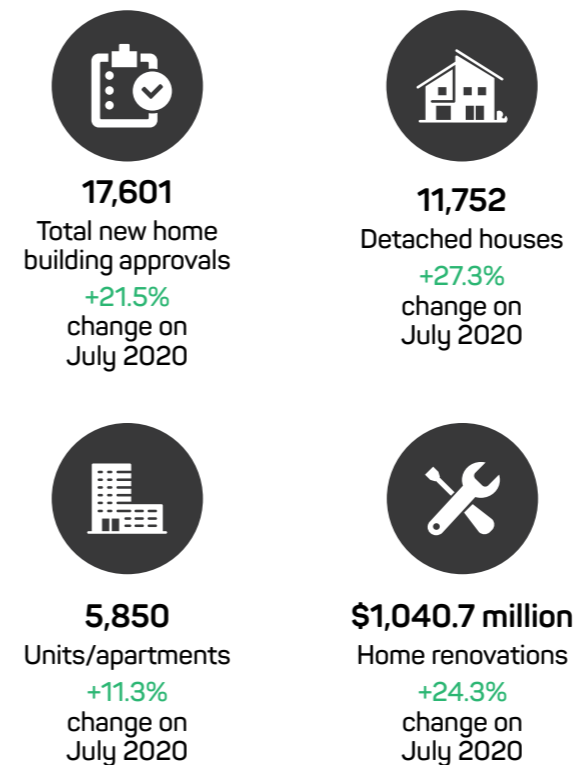 17,601
Total new home
building approvals
+21.5%
change on
July 2020
11,752
Detached houses
+27.3%
change on
July 2020
5,850
Units/apartments
+11.3%
change on
July 2020
$1,040.7 million
Home renovations
+24.3%
change on
July 2020